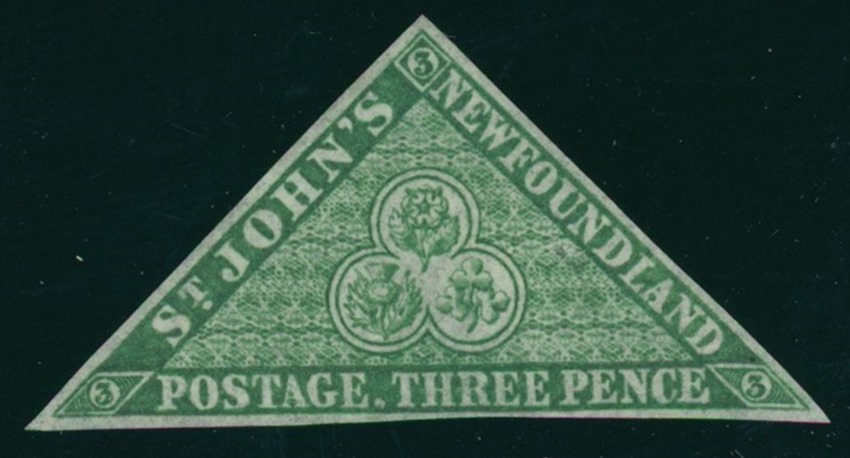 3
ST. JOHN'S
NEWFOUNDLAND
3
POSTAGE. THREE PENCE
3